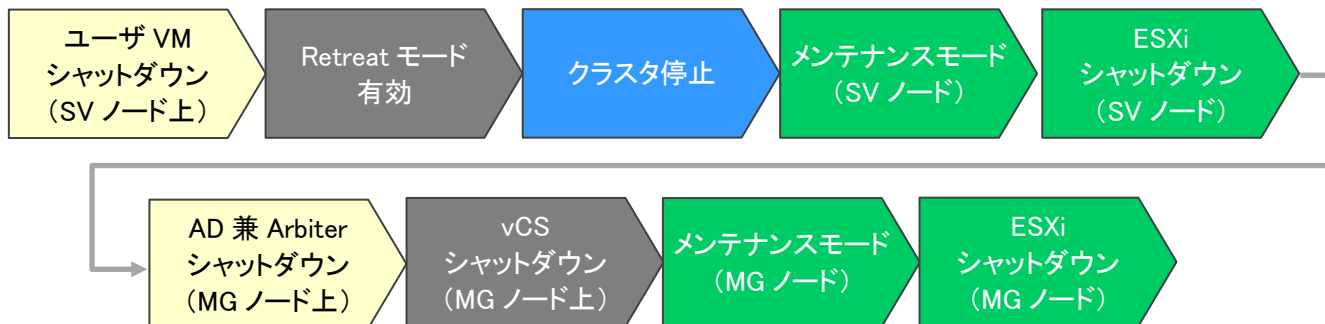 ユーザ VM
シャットダウン
（SV ノード上）
Retreat モード
有効
クラスタ停止
メンテナンスモード
（SV ノード）
ESXi
シャットダウン
（SV ノード）
AD 兼 Arbiter
シャットダウン
（MG ノード上）
vCS
シャットダウン
（MG ノード上）
メンテナンスモード
（MG ノード）
ESXi
シャットダウン
（MG ノード）